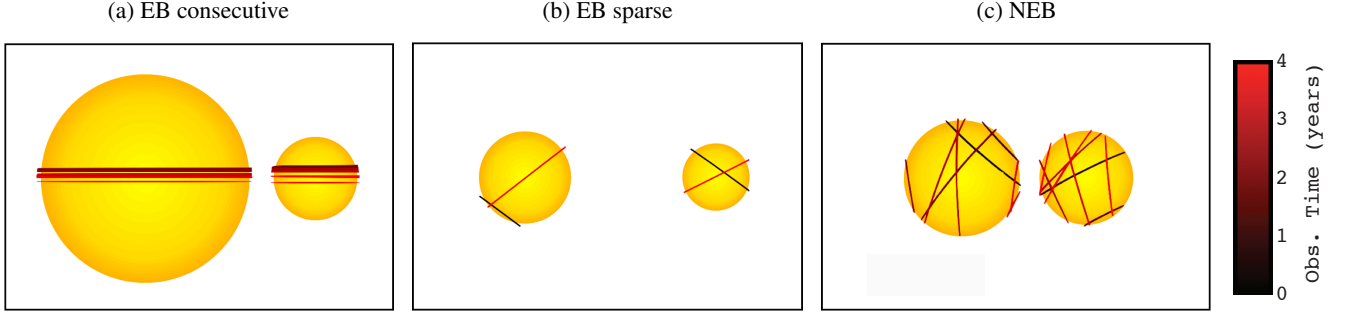 (a) EB consecutive
(b) EB sparse
(c) NEB
4
3
2
1
0
Obs. Time (years)